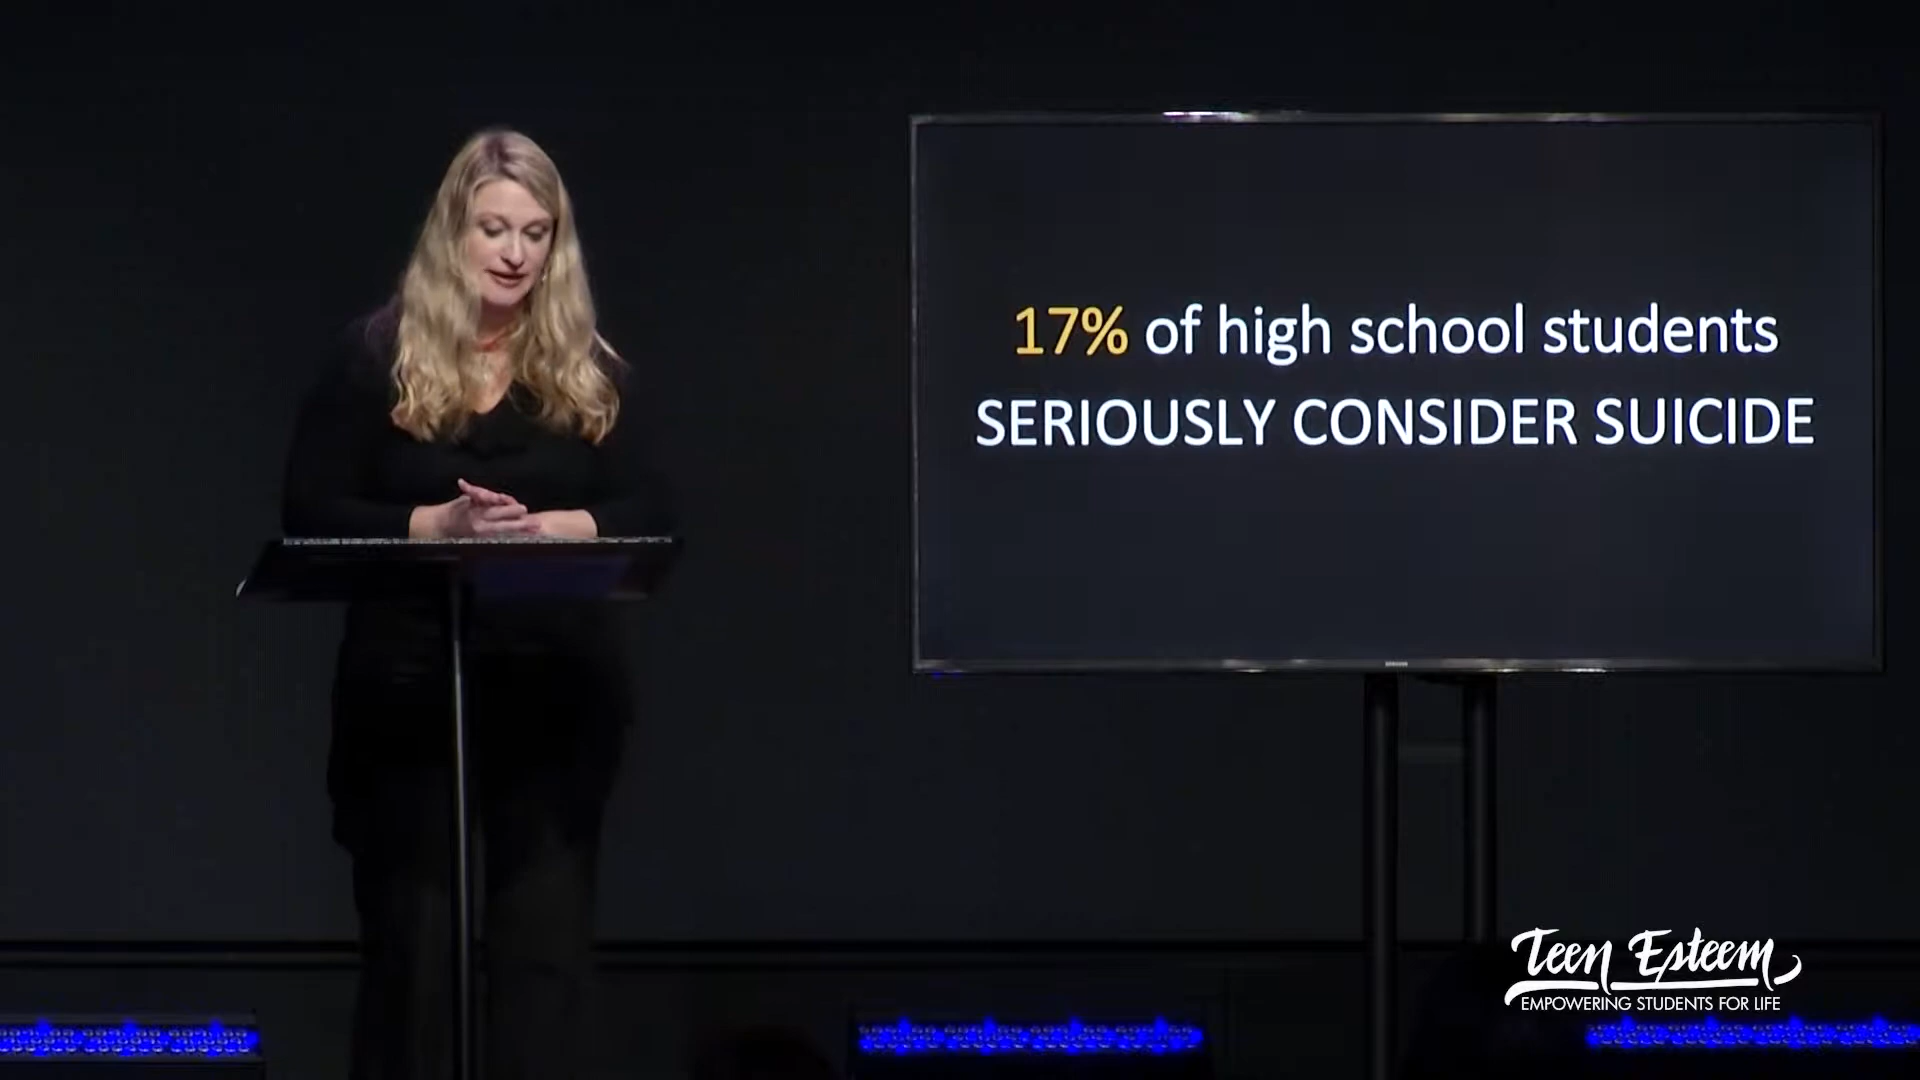 17% of high school students
SERIOUSLY CONSIDER SUICIDE
Teen Esteem
EMPOWERING STUDENTS FOR LIFE